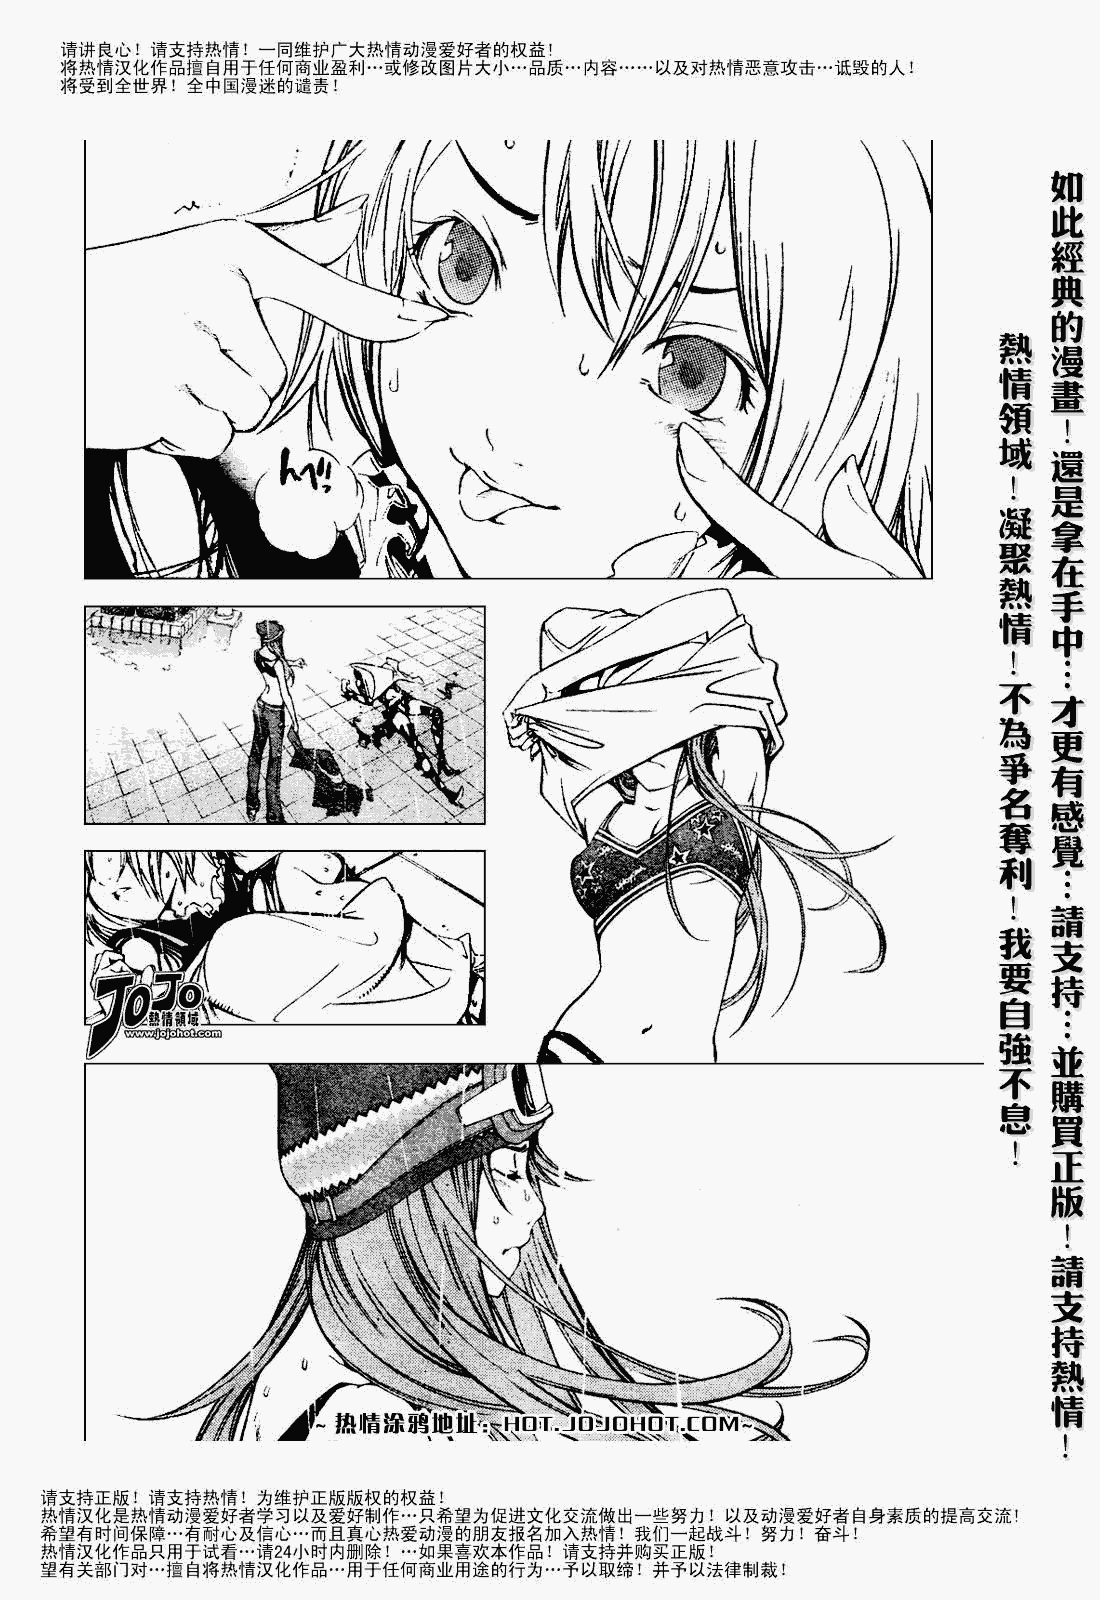 请讲良心！请支持热情！一同维护广大热情动漫爱好者的权益！
将热情汉化作品擅自用于任何商业盈利…或修改图片大小…品质…内容……以及对热情恶意攻击…诋毁的人！
将受到全世界！全中国漫迷的谴责！
如此經典的漫畫！還是拿在手中…才更有感覺…請支持…並購買正版！請支持熱情！
熱情領域！凝聚熱情！不為爭名奪利！我要自強不息！
JOJO
熱情領域
www.jojohot.com
~ 热情涂鸦地址：HOT.JOJOHOT.COM~
请支持正版！请支持热情！为维护正版版权的权益！
热情汉化是热情动漫爱好者学习以及爱好制作…只希望为促进文化交流做出一些努力！以及动漫爱好者自身素质的提高交流！
希望有时间保障…有耐心及信心…而且真心热爱动漫的朋友报名加入热情！我们一起战斗！努力！奋斗！
热情汉化作品只用于试看…请24小时内删除！…如果喜欢本作品！请支持并购买正版！
望有关部门对…擅自将热情汉化作品…用于任何商业用途的行为…予以取缔！并予以法律制裁！